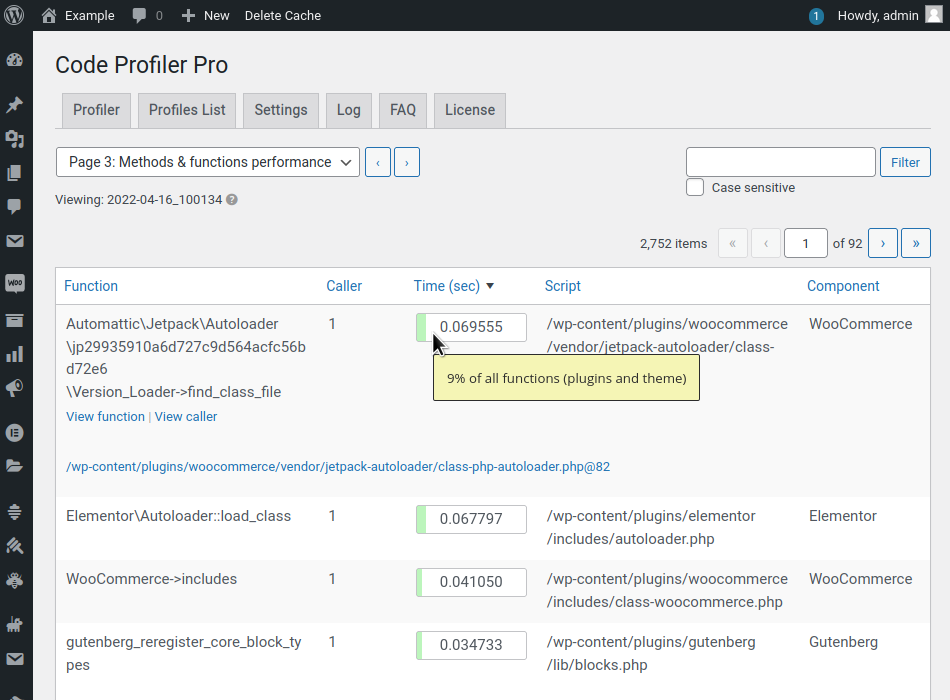 Example 0 New Delete Cache 1 Howdy, admin
Code Profiler Pro
Profiler Profiles List Settings Log FAQ License
Page 3: Methods & functions performance ‹ › Filter
Case sensitive
Viewing: 2022-04-16_100134 ?
2,752 items « ‹ 1 of 92 › »
Function Caller Time (sec) Script Component
Automattic\Jetpack\Autoloader 1 0.069555 /wp-content/plugins/woocommerce WooCommerce
\jp29935910a6d727c9d564acfc56b /vendor/jetpack-autoloader/class-
d72e6
9% of all functions (plugins and theme)
\Version_Loader->find_class_file
View function | View caller
/wp-content/plugins/woocommerce/vendor/jetpack-autoloader/class-php-autoloader.php@82
Elementor\Autoloader::load_class 1 0.067797 /wp-content/plugins/elementor Elementor
/includes/autoloader.php
WooCommerce->includes 1 0.041050 /wp-content/plugins/woocommerce WooCommerce
/includes/class-woocommerce.php
gutenberg_reregister_core_block_ty 1 0.034733 /wp-content/plugins/gutenberg Gutenberg
pes /lib/blocks.php
Woo